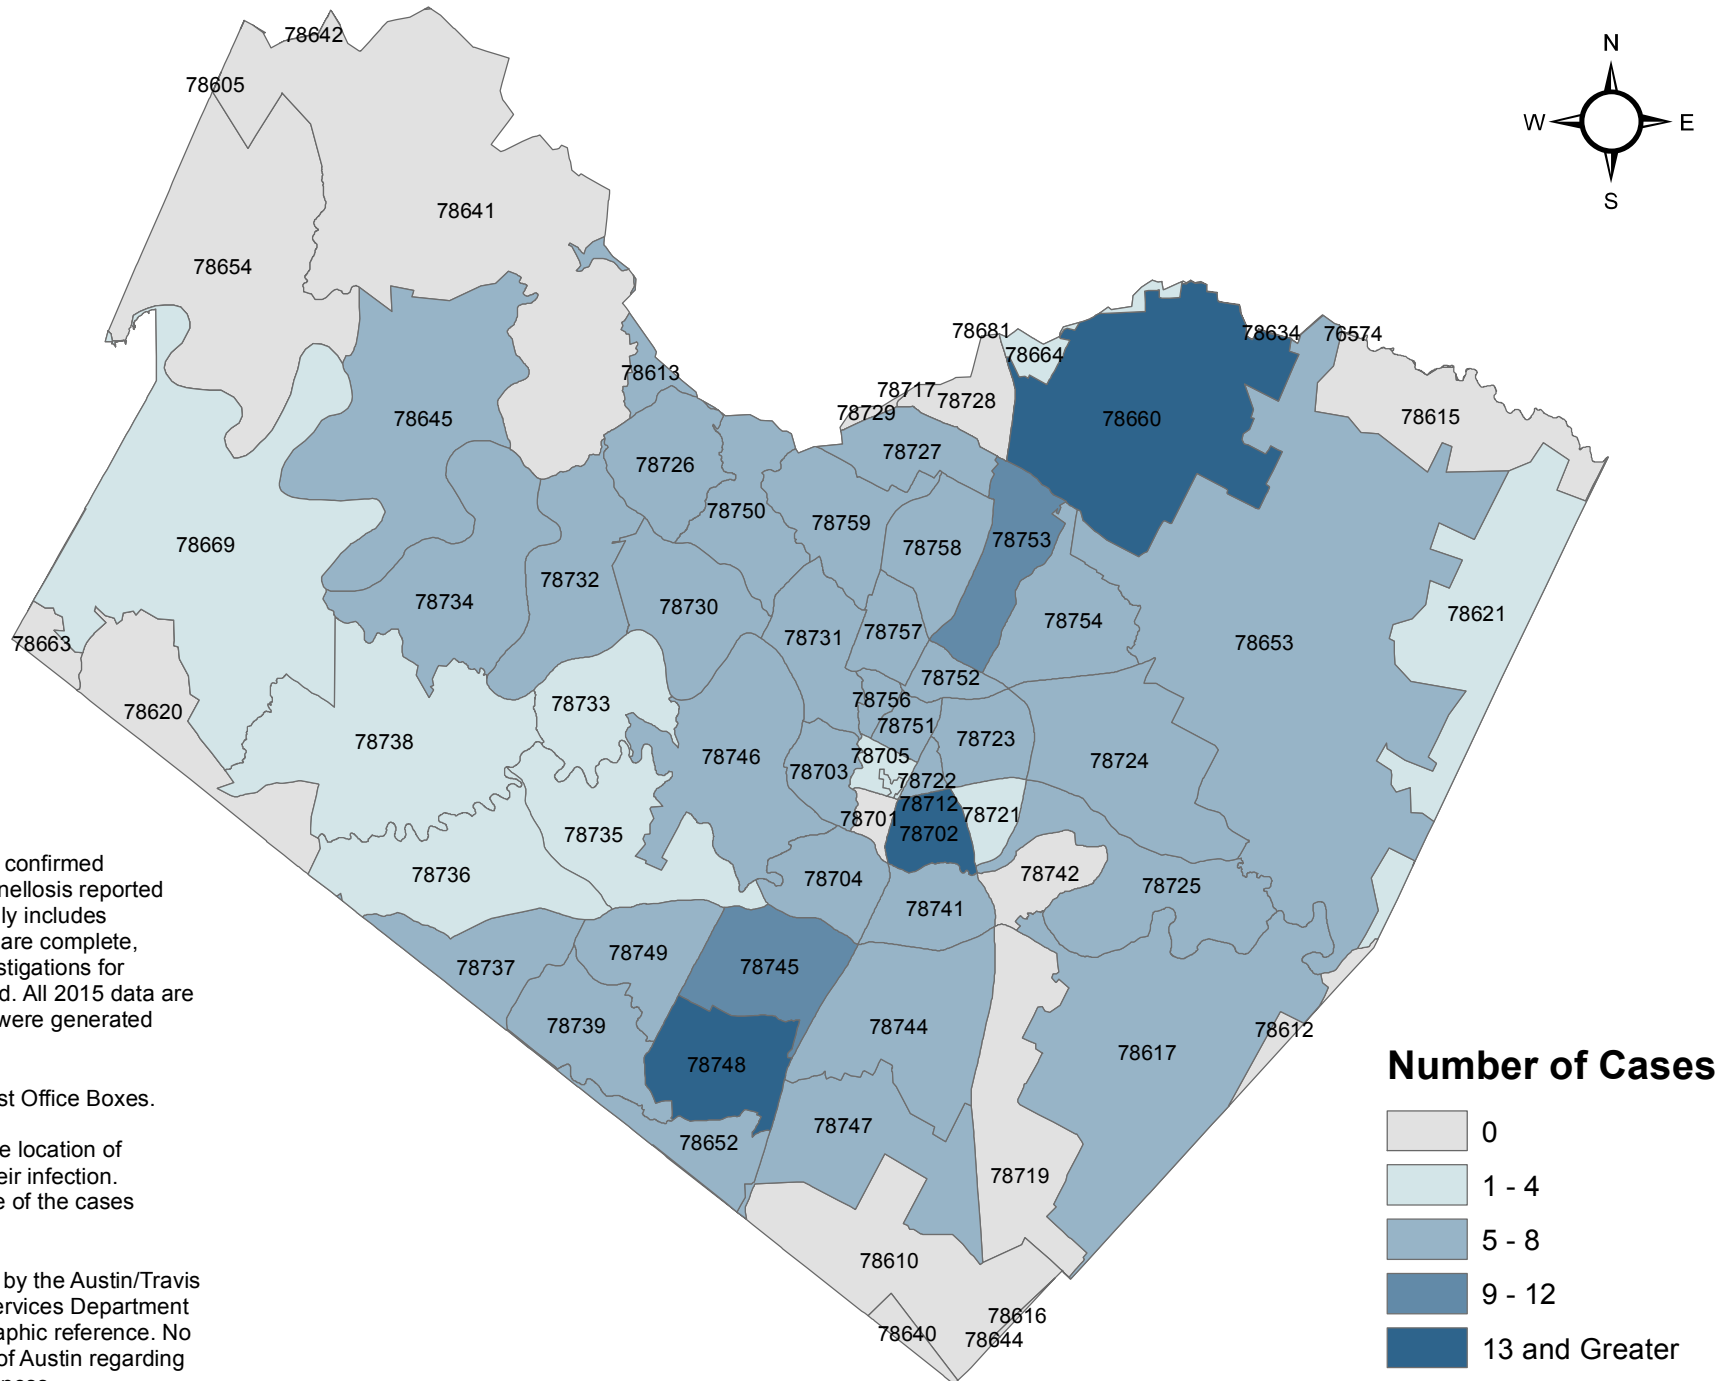 78642
N
78605
W
E
S
78641
78654
78681
78634
76574
78664
78613
78717
78728
78729
78645
78660
78615
78727
78726
78750
78759
78753
78669
78758
78732
78734
78730
78621
78754
78731
78757
78653
78663
78752
78733
78756
78620
78751
78738
78723
78746
78705
78724
78703
78722
78712
78721
78701
78702
78735
confirmed
78736
78742
nellosis reported
78704
78725
ly includes
78741
are complete,
78749
stigations for
78737
78745
d. All 2015 data are
were generated
78739
78744
78612
78617
78748
Number of Cases
st Office Boxes.
78747
0
e location of
78652
eir infection.
78719
1 - 4
e of the cases
5 - 8
78610
by the Austin/Travis
9 - 12
ervices Department
78616
aphic reference. No
78640
78644
13 and Greater
of Austin regarding